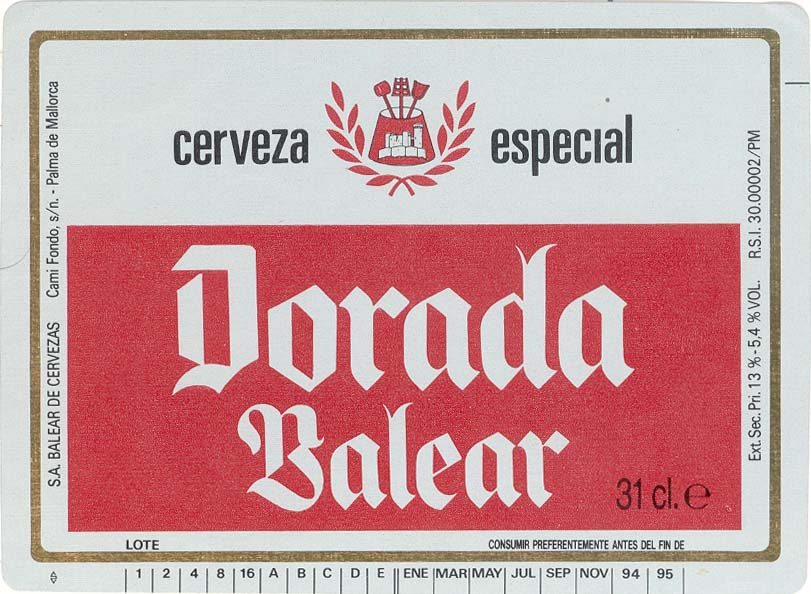 cerveza especial
Dorada
Balear
31 cl. ℮
S.A. BALEAR DE CERVEZAS Cami Fondo, s/n. - Palma de Mallorca
Ext. Sec. Pri. 13 % - 5,4 % VOL. R.S.I. 30.00002/PM
LOTE CONSUMIR PREFERENTEMENTE ANTES DEL FIN DE
1 2 4 8 16 A B C D E ENE MAR MAY JUL SEP NOV 94 95